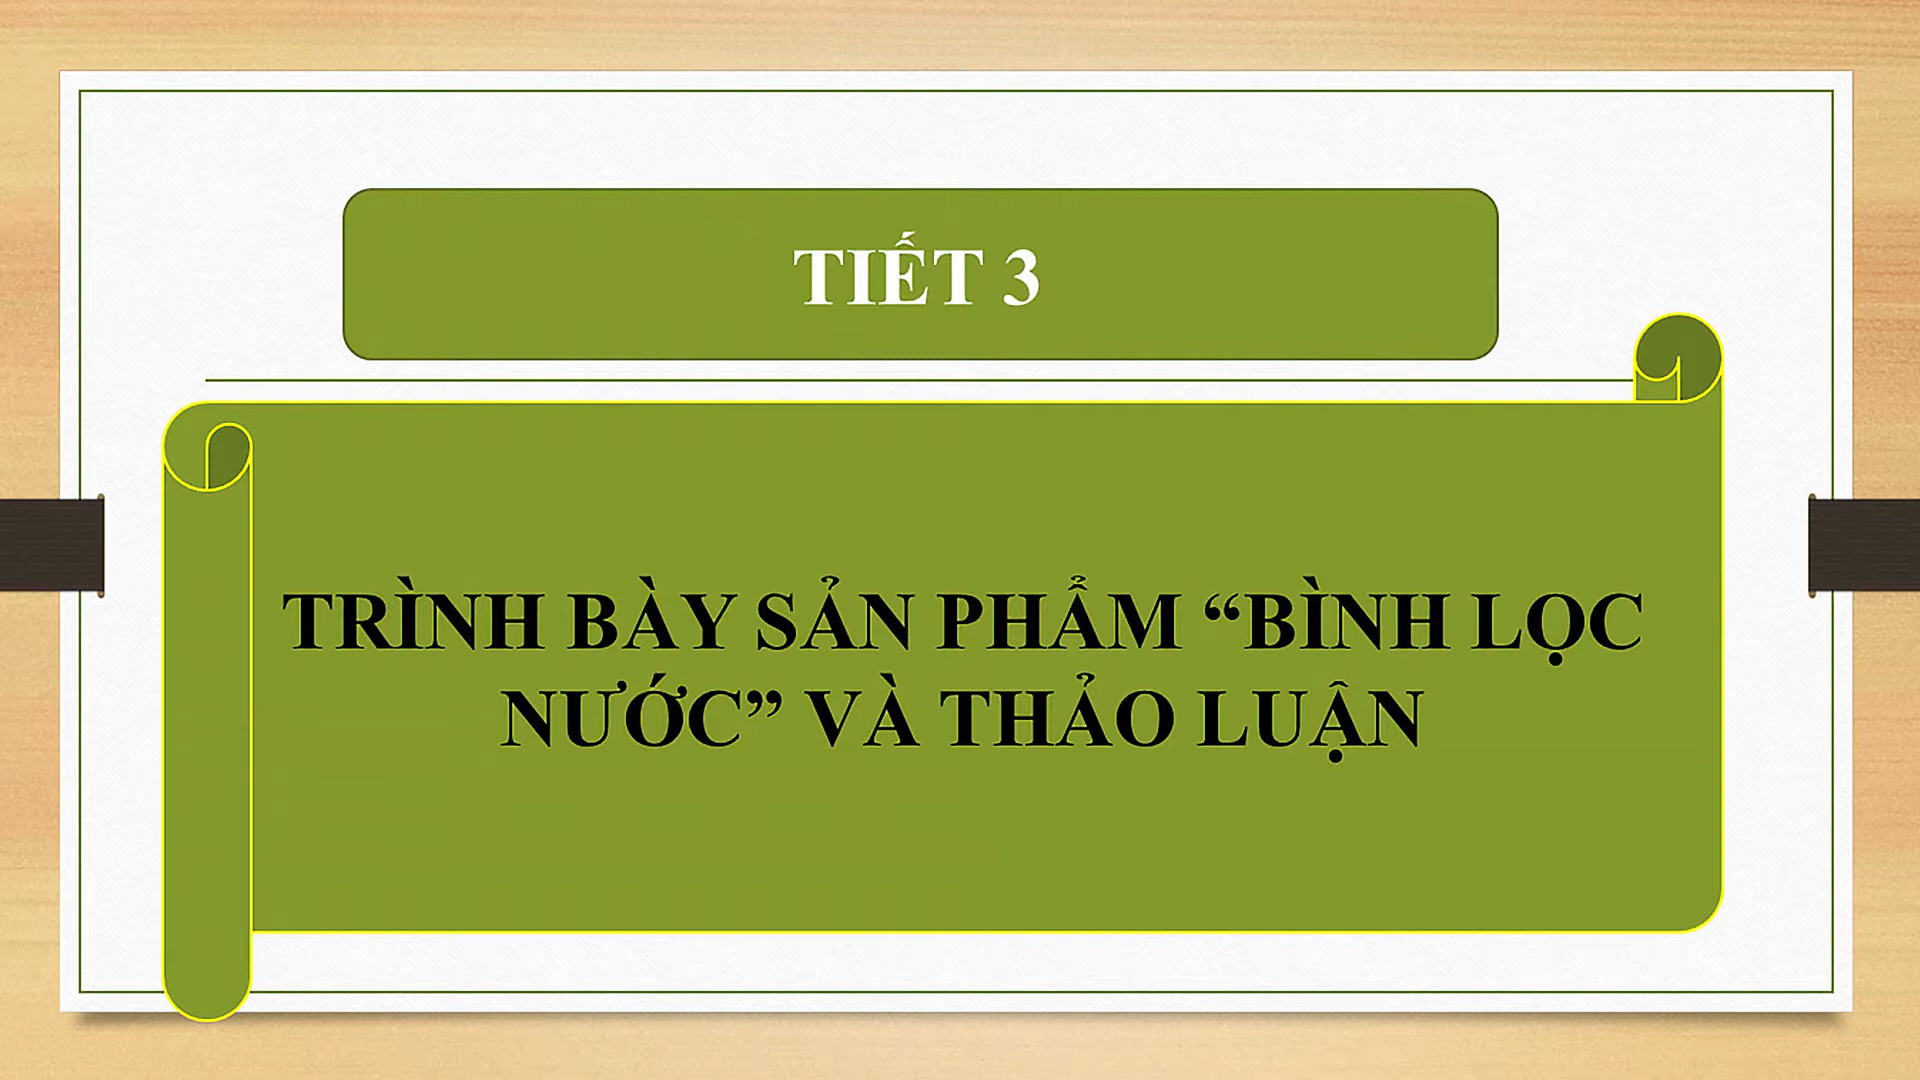 TIẾT 3
TRÌNH BÀY SẢN PHẨM “BÌNH LỌC
NƯỚC” VÀ THẢO LUẬN